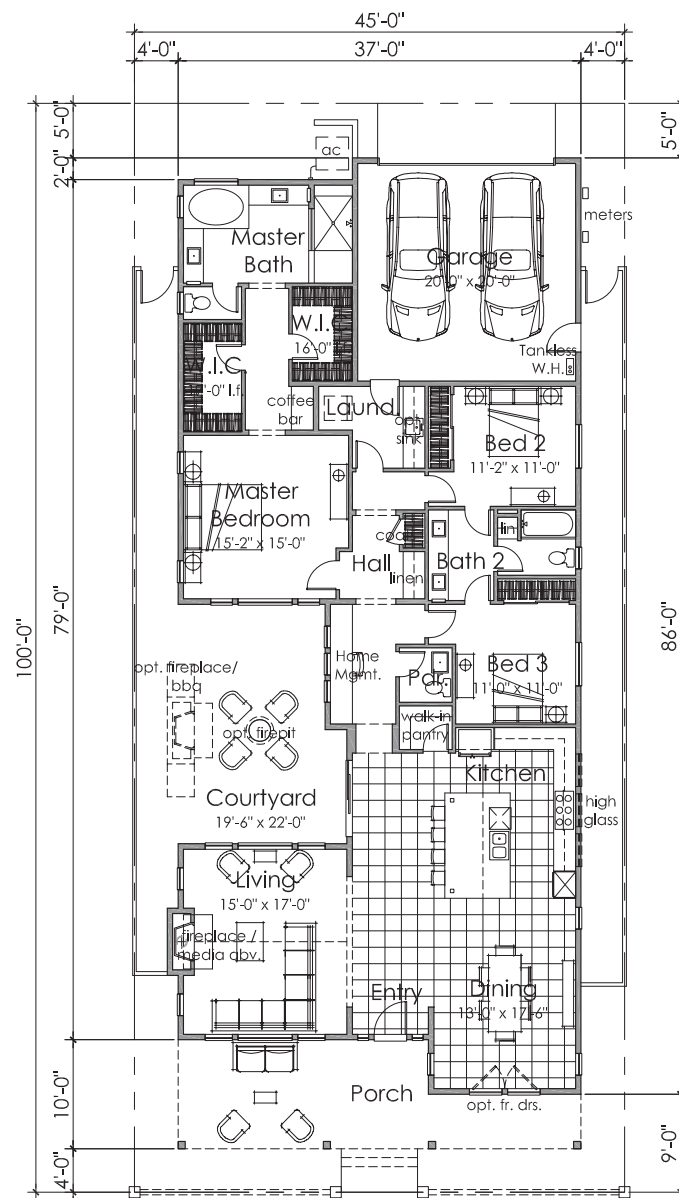 45'-0"
4'-0"
37'-0"
4'-0"
5'-0"
5'-0"
2'-0"
ac
meters
Master
Bath
Garage
20'-0" x 20'-0"
W.I.C
16'-0"
Tankless
W.H.
W.I.C
'-0" l.f.
coffee
bar
Laund.
opt.
sink
Bed 2
11'-2" x 11'-0"
Master
Bedroom
15'-2" x 15'-0"
coat
lin
Hall
linen
Bath 2
79'-0"
100'-0"
86'-0"
Home
Mgmt.
Pdr.
Bed 3
11'-0" x 11'-0"
opt. fireplace/
bbq
opt. firepit
walk-in
pantry
Kitchen
Courtyard
19'-6" x 22'-0"
high
glass
Living
15'-0" x 17'-0"
fireplace /
media abv.
Entry
Dining
13'-0" x 17'-6"
Porch
opt. fr. drs.
10'-0"
4'-0"
9'-0"